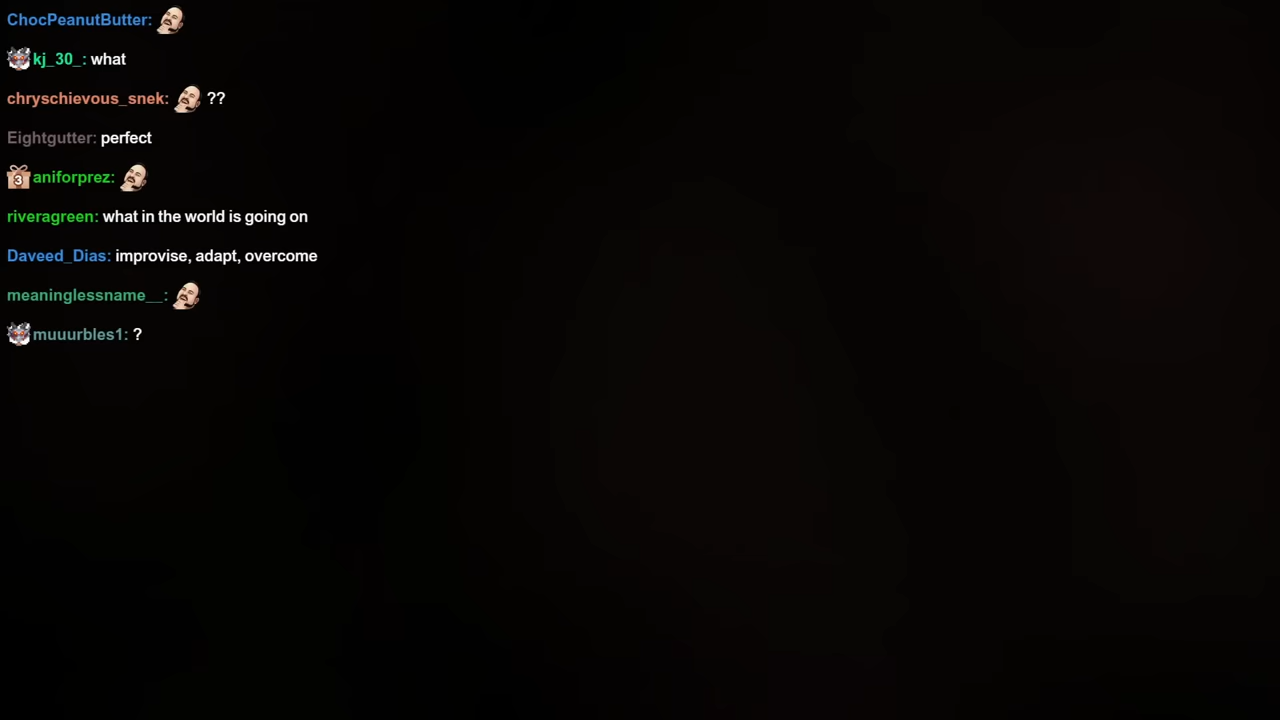 ChocPeanutButter:
kj_30_: what
chryschievous_snek: ??
Eightgutter: perfect
3 aniforprez:
riveragreen: what in the world is going on
Daveed_Dias: improvise, adapt, overcome
meaninglessname__:
muuurbles1: ?